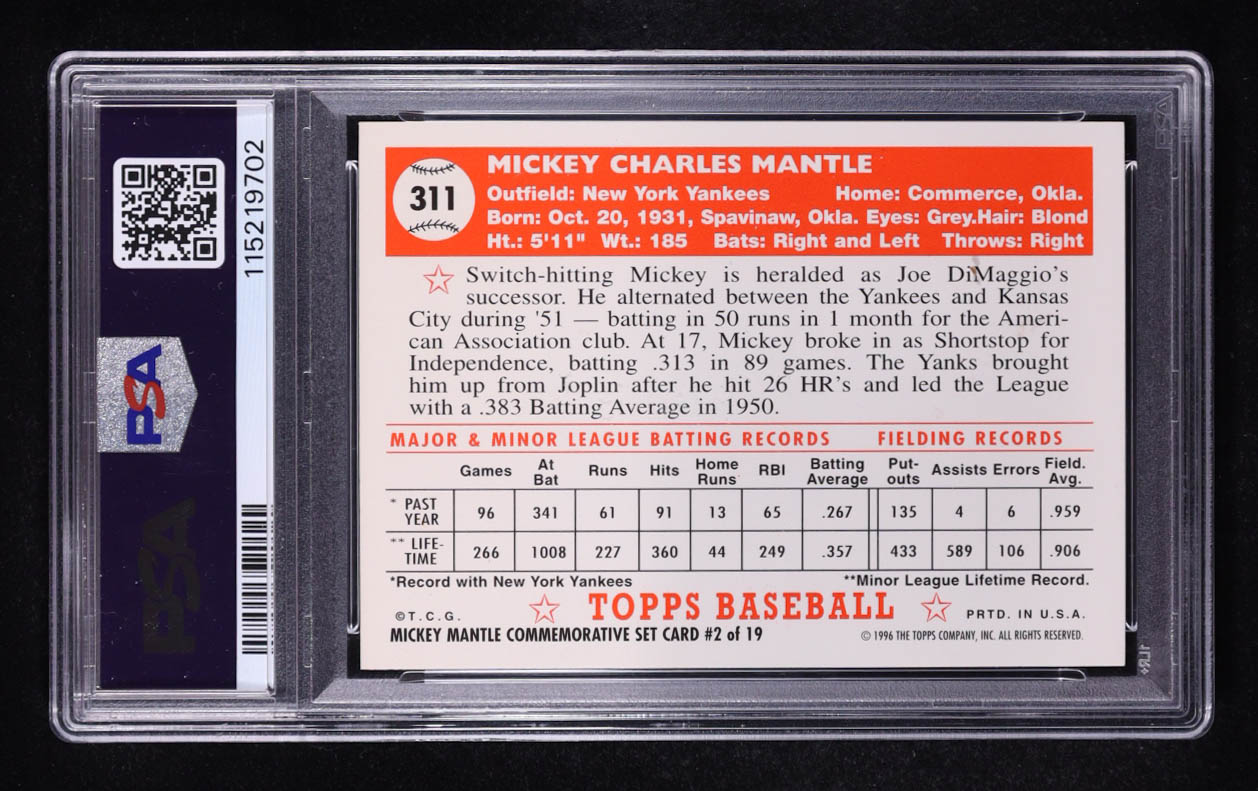 115219702
PSA
PSA
PSA
311
MICKEY CHARLES MANTLE
Outfield: New York Yankees Home: Commerce, Okla.
Born: Oct. 20, 1931, Spavinaw, Okla. Eyes: Grey.Hair: Blond
Ht.: 5'11" Wt.: 185 Bats: Right and Left Throws: Right
Switch-hitting Mickey is heralded as Joe DiMaggio's
successor. He alternated between the Yankees and Kansas
City during '51 — batting in 50 runs in 1 month for the Ameri-
can Association club. At 17, Mickey broke in as Shortstop for
Independence, batting .313 in 89 games. The Yanks brought
him up from Joplin after he hit 26 HR's and led the League
with a .383 Batting Average in 1950.
MAJOR & MINOR LEAGUE BATTING RECORDS FIELDING RECORDS
Games At Bat Runs Hits Home Runs RBI Batting Average Put-outs Assists Errors Field. Avg.
* PAST YEAR 96 341 61 91 13 65 .267 135 4 6 .959
** LIFE-TIME 266 1008 227 360 44 249 .357 433 589 106 .906
*Record with New York Yankees **Minor League Lifetime Record.
©T.C.G. TOPPS BASEBALL PRTD. IN U.S.A.
MICKEY MANTLE COMMEMORATIVE SET CARD #2 of 19 © 1996 THE TOPPS COMPANY, INC. ALL RIGHTS RESERVED.